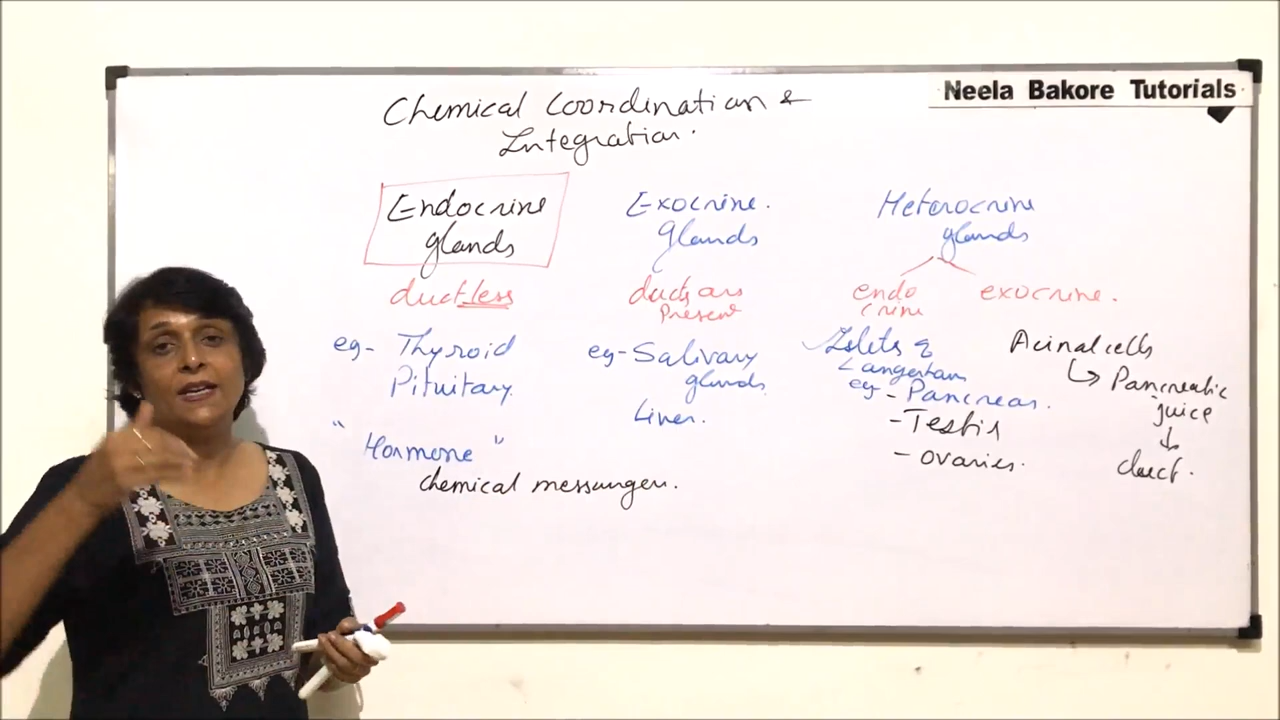 Neela Bakore Tutorials
Chemical Coordination &
Integration.
Endocrine
glands
ductless
eg- Thyroid
Pituitary.
"Hormone"
chemical messenger.
Exocrine.
Glands
ducts are
Present
eg- Salivary
glands
Liver.
Heterocrine
glands
endo
crine
exocrine.
Islets of
Langerhans
eg - Pancreas.
- Testis
- ovaries.
Acinal cells
↳ Pancreatic
juice
↓
duct.